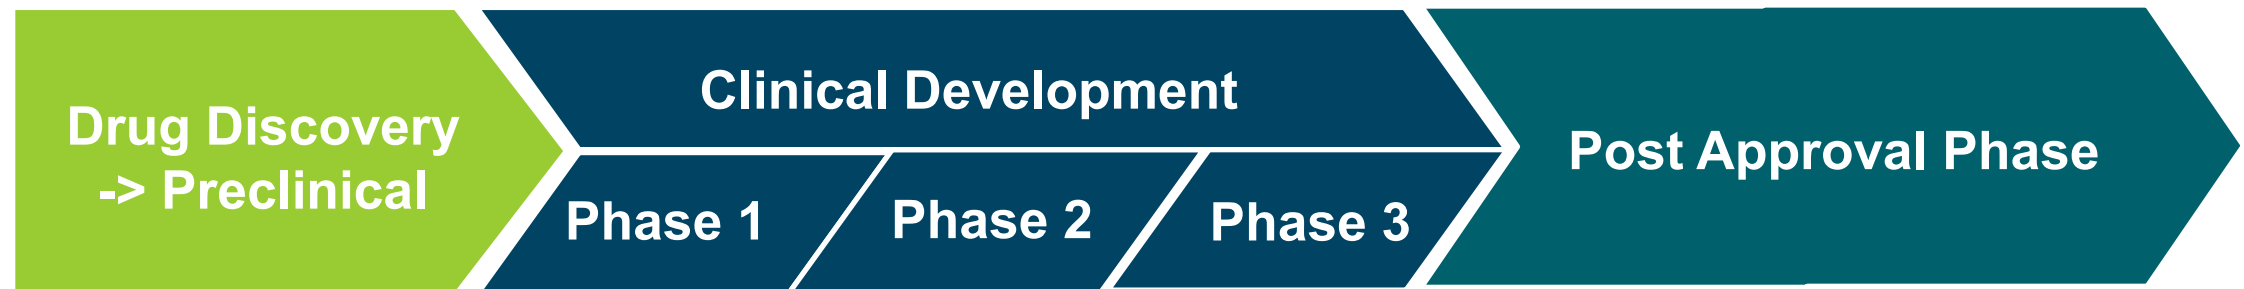 Drug Discovery
-> Preclinical
Clinical Development
Phase 1
Phase 2
Phase 3
Post Approval Phase